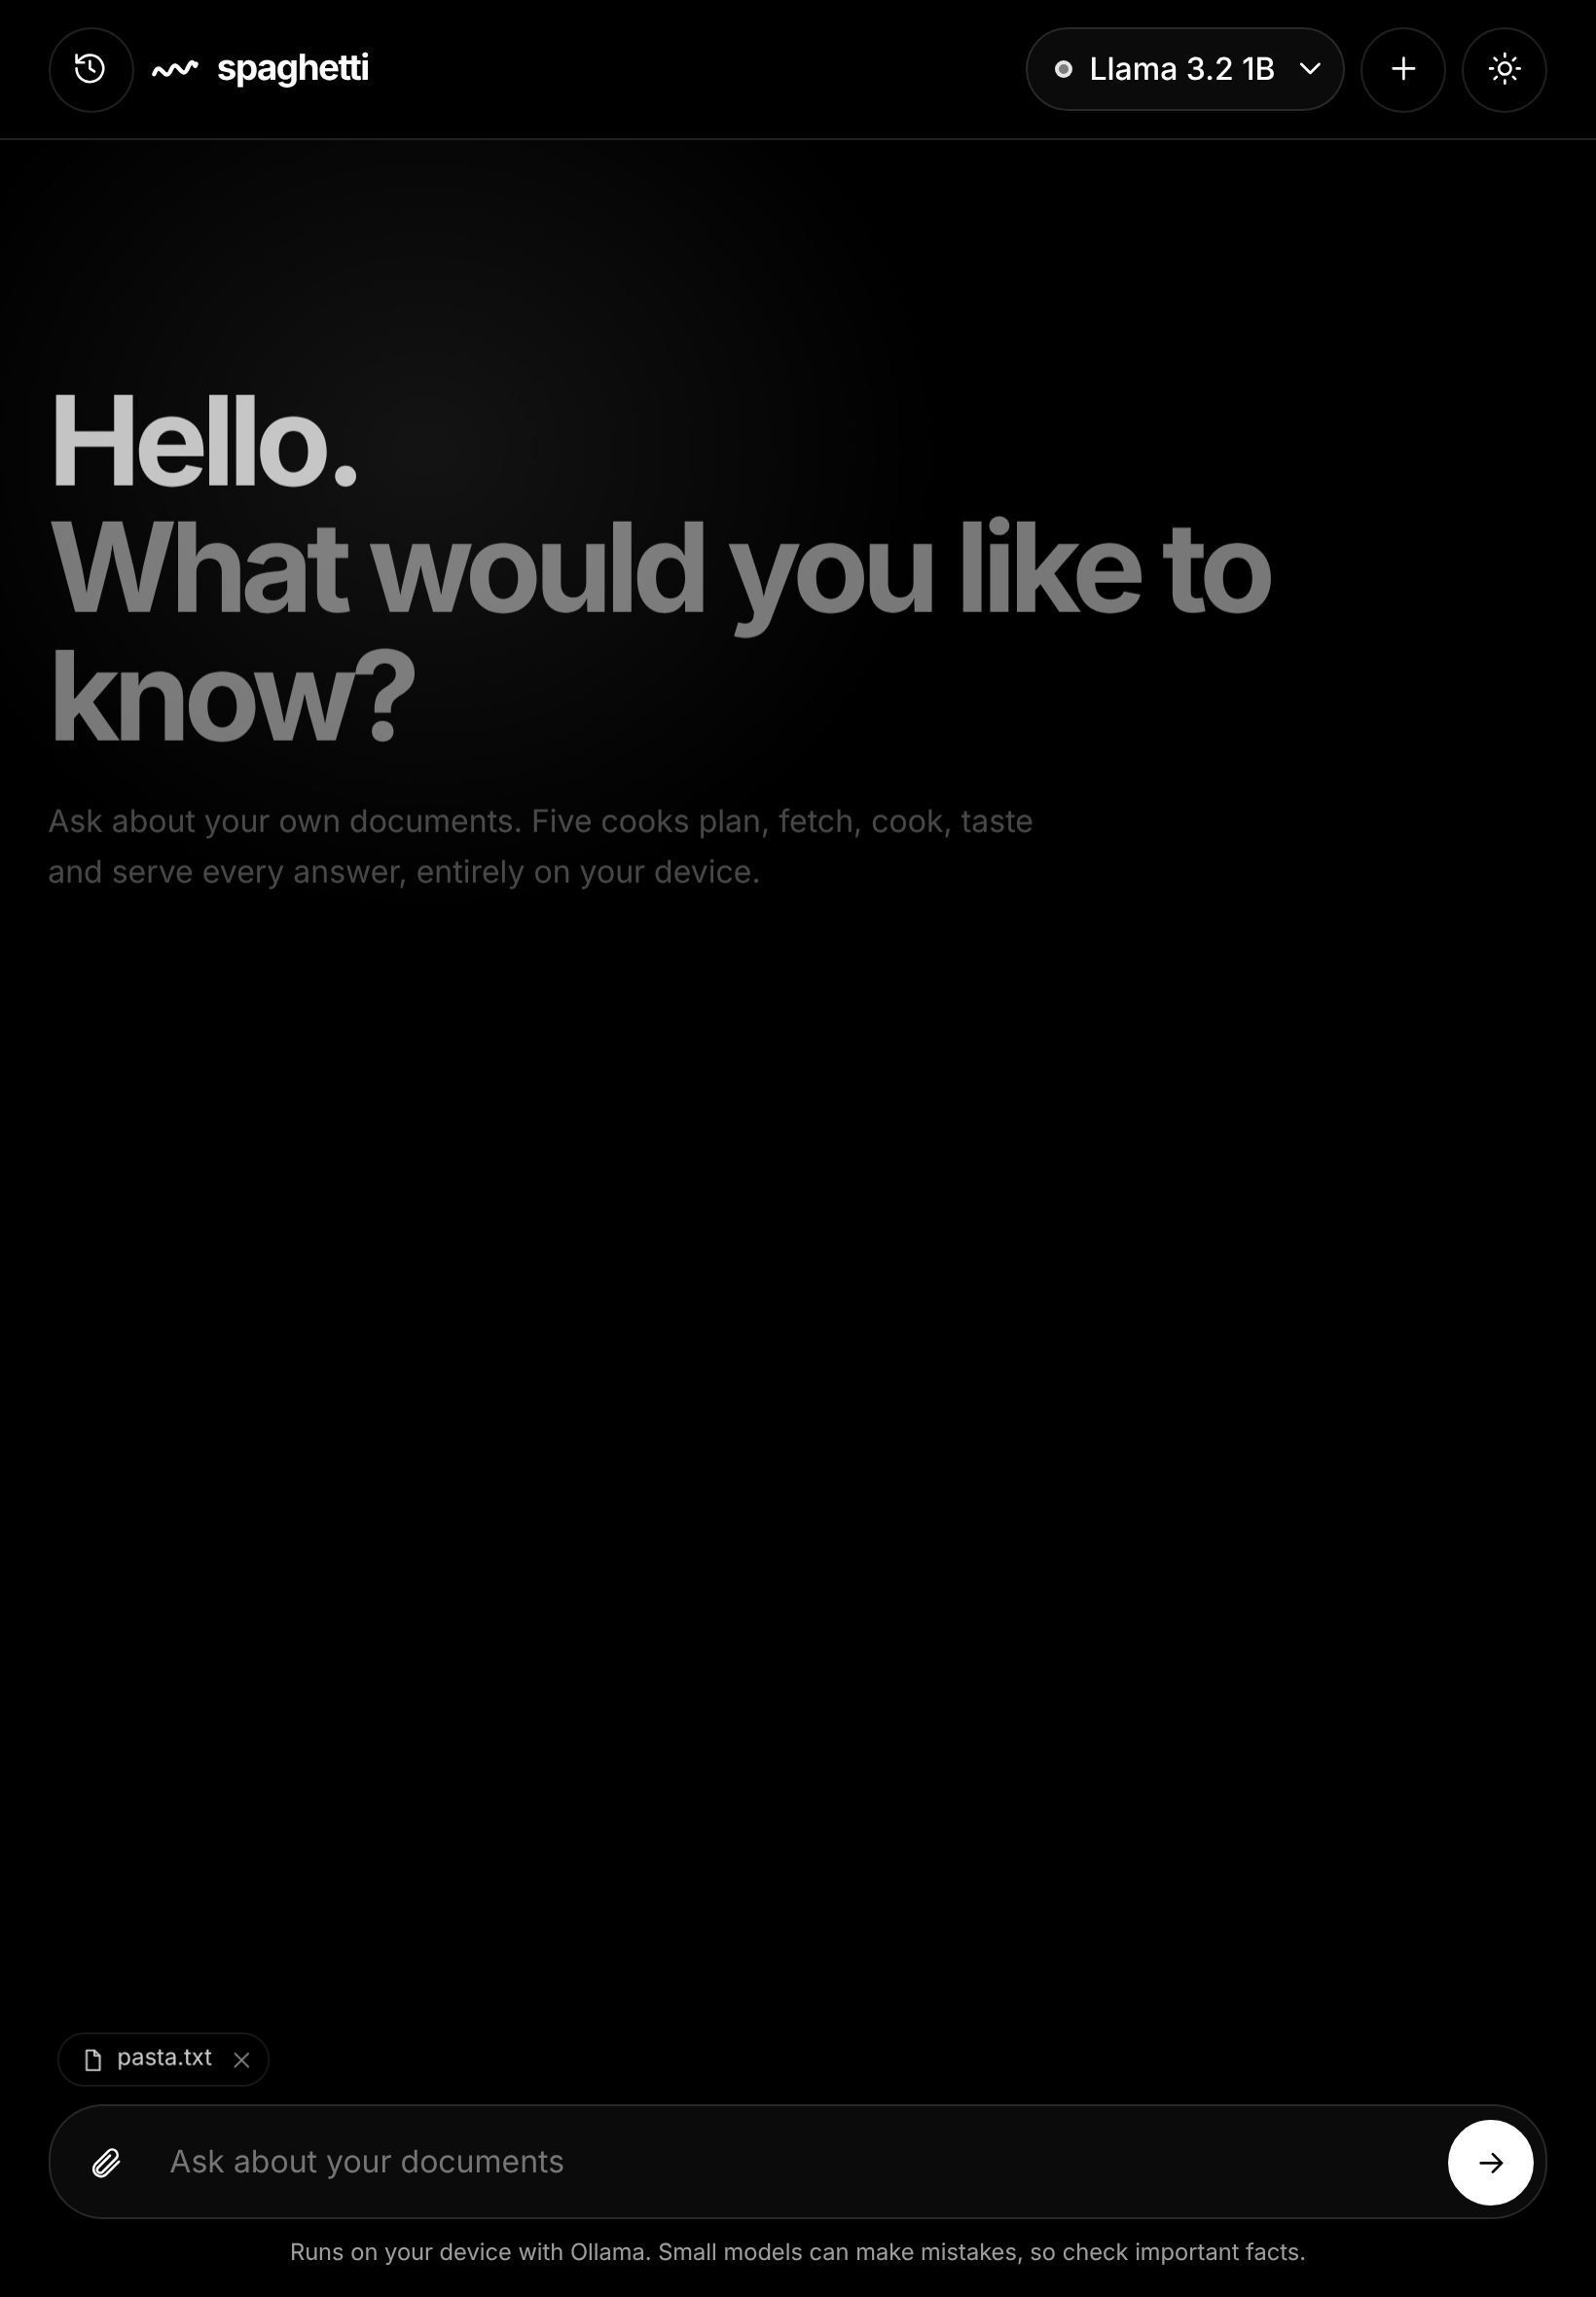 spaghetti
Llama 3.2 1B
Hello.
What would you like to
know?
Ask about your own documents. Five cooks plan, fetch, cook, taste
and serve every answer, entirely on your device.
pasta.txt
Ask about your documents
Runs on your device with Ollama. Small models can make mistakes, so check important facts.